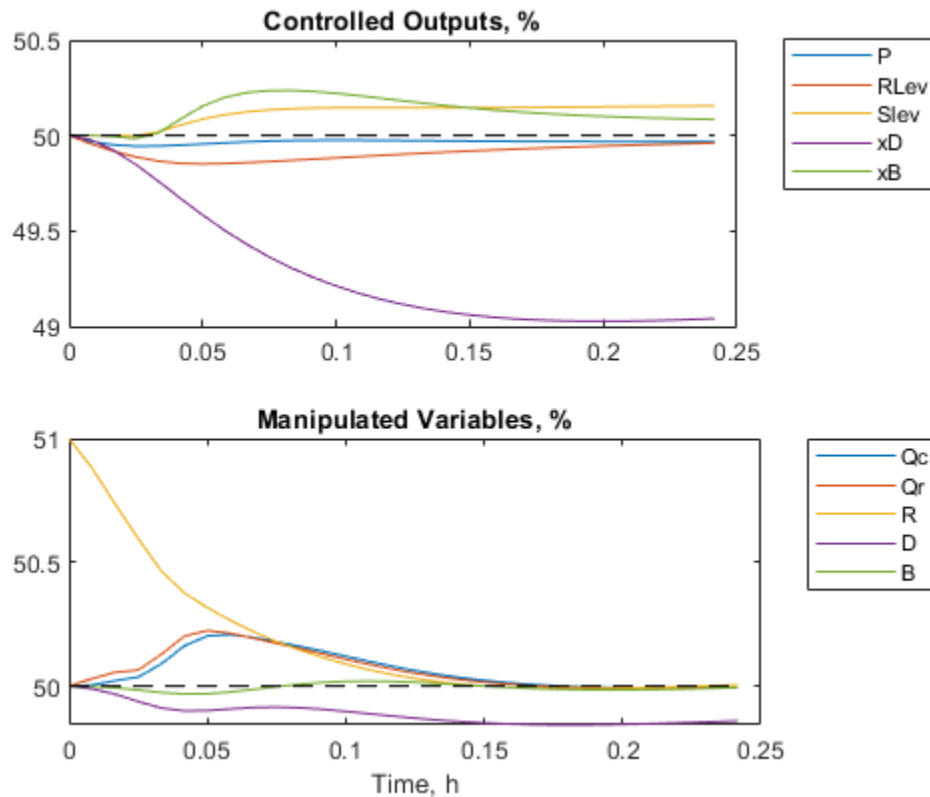 Controlled Outputs, %
50.5
50
49.5
49
0
0.05
0.1
0.15
0.2
0.25
P
RLev
Slev
xD
xB
Manipulated Variables, %
51
50.5
50
0
0.05
0.1
0.15
0.2
0.25
Time, h
Qc
Qr
R
D
B